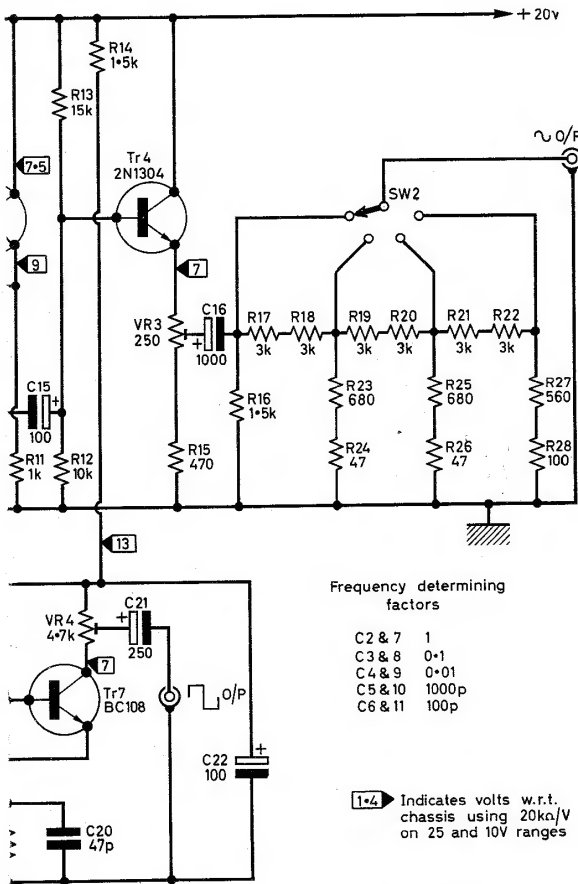 +20v
R14
1·5k
R13
15k
Tr4
2N1304
∿ O/P
SW2
7·5
9
7
C16
1000
VR3
250
R17
3k
R18
3k
R19
3k
R20
3k
R21
3k
R22
3k
C15
100
R16
1·5k
R23
680
R25
680
R27
560
R11
1k
R12
10k
R15
470
R24
47
R26
47
R28
100
13
VR4
4·7k
C21
250
7
Tr7
BC108
O/P
C22
100
C20
47p
Frequency determining
factors
C2 & 7 1
C3 & 8 0·1
C4 & 9 0·01
C5 & 10 1000p
C6 & 11 100p
1·4 Indicates volts w.r.t.
chassis using 20kΩ/V
on 25 and 10V ranges